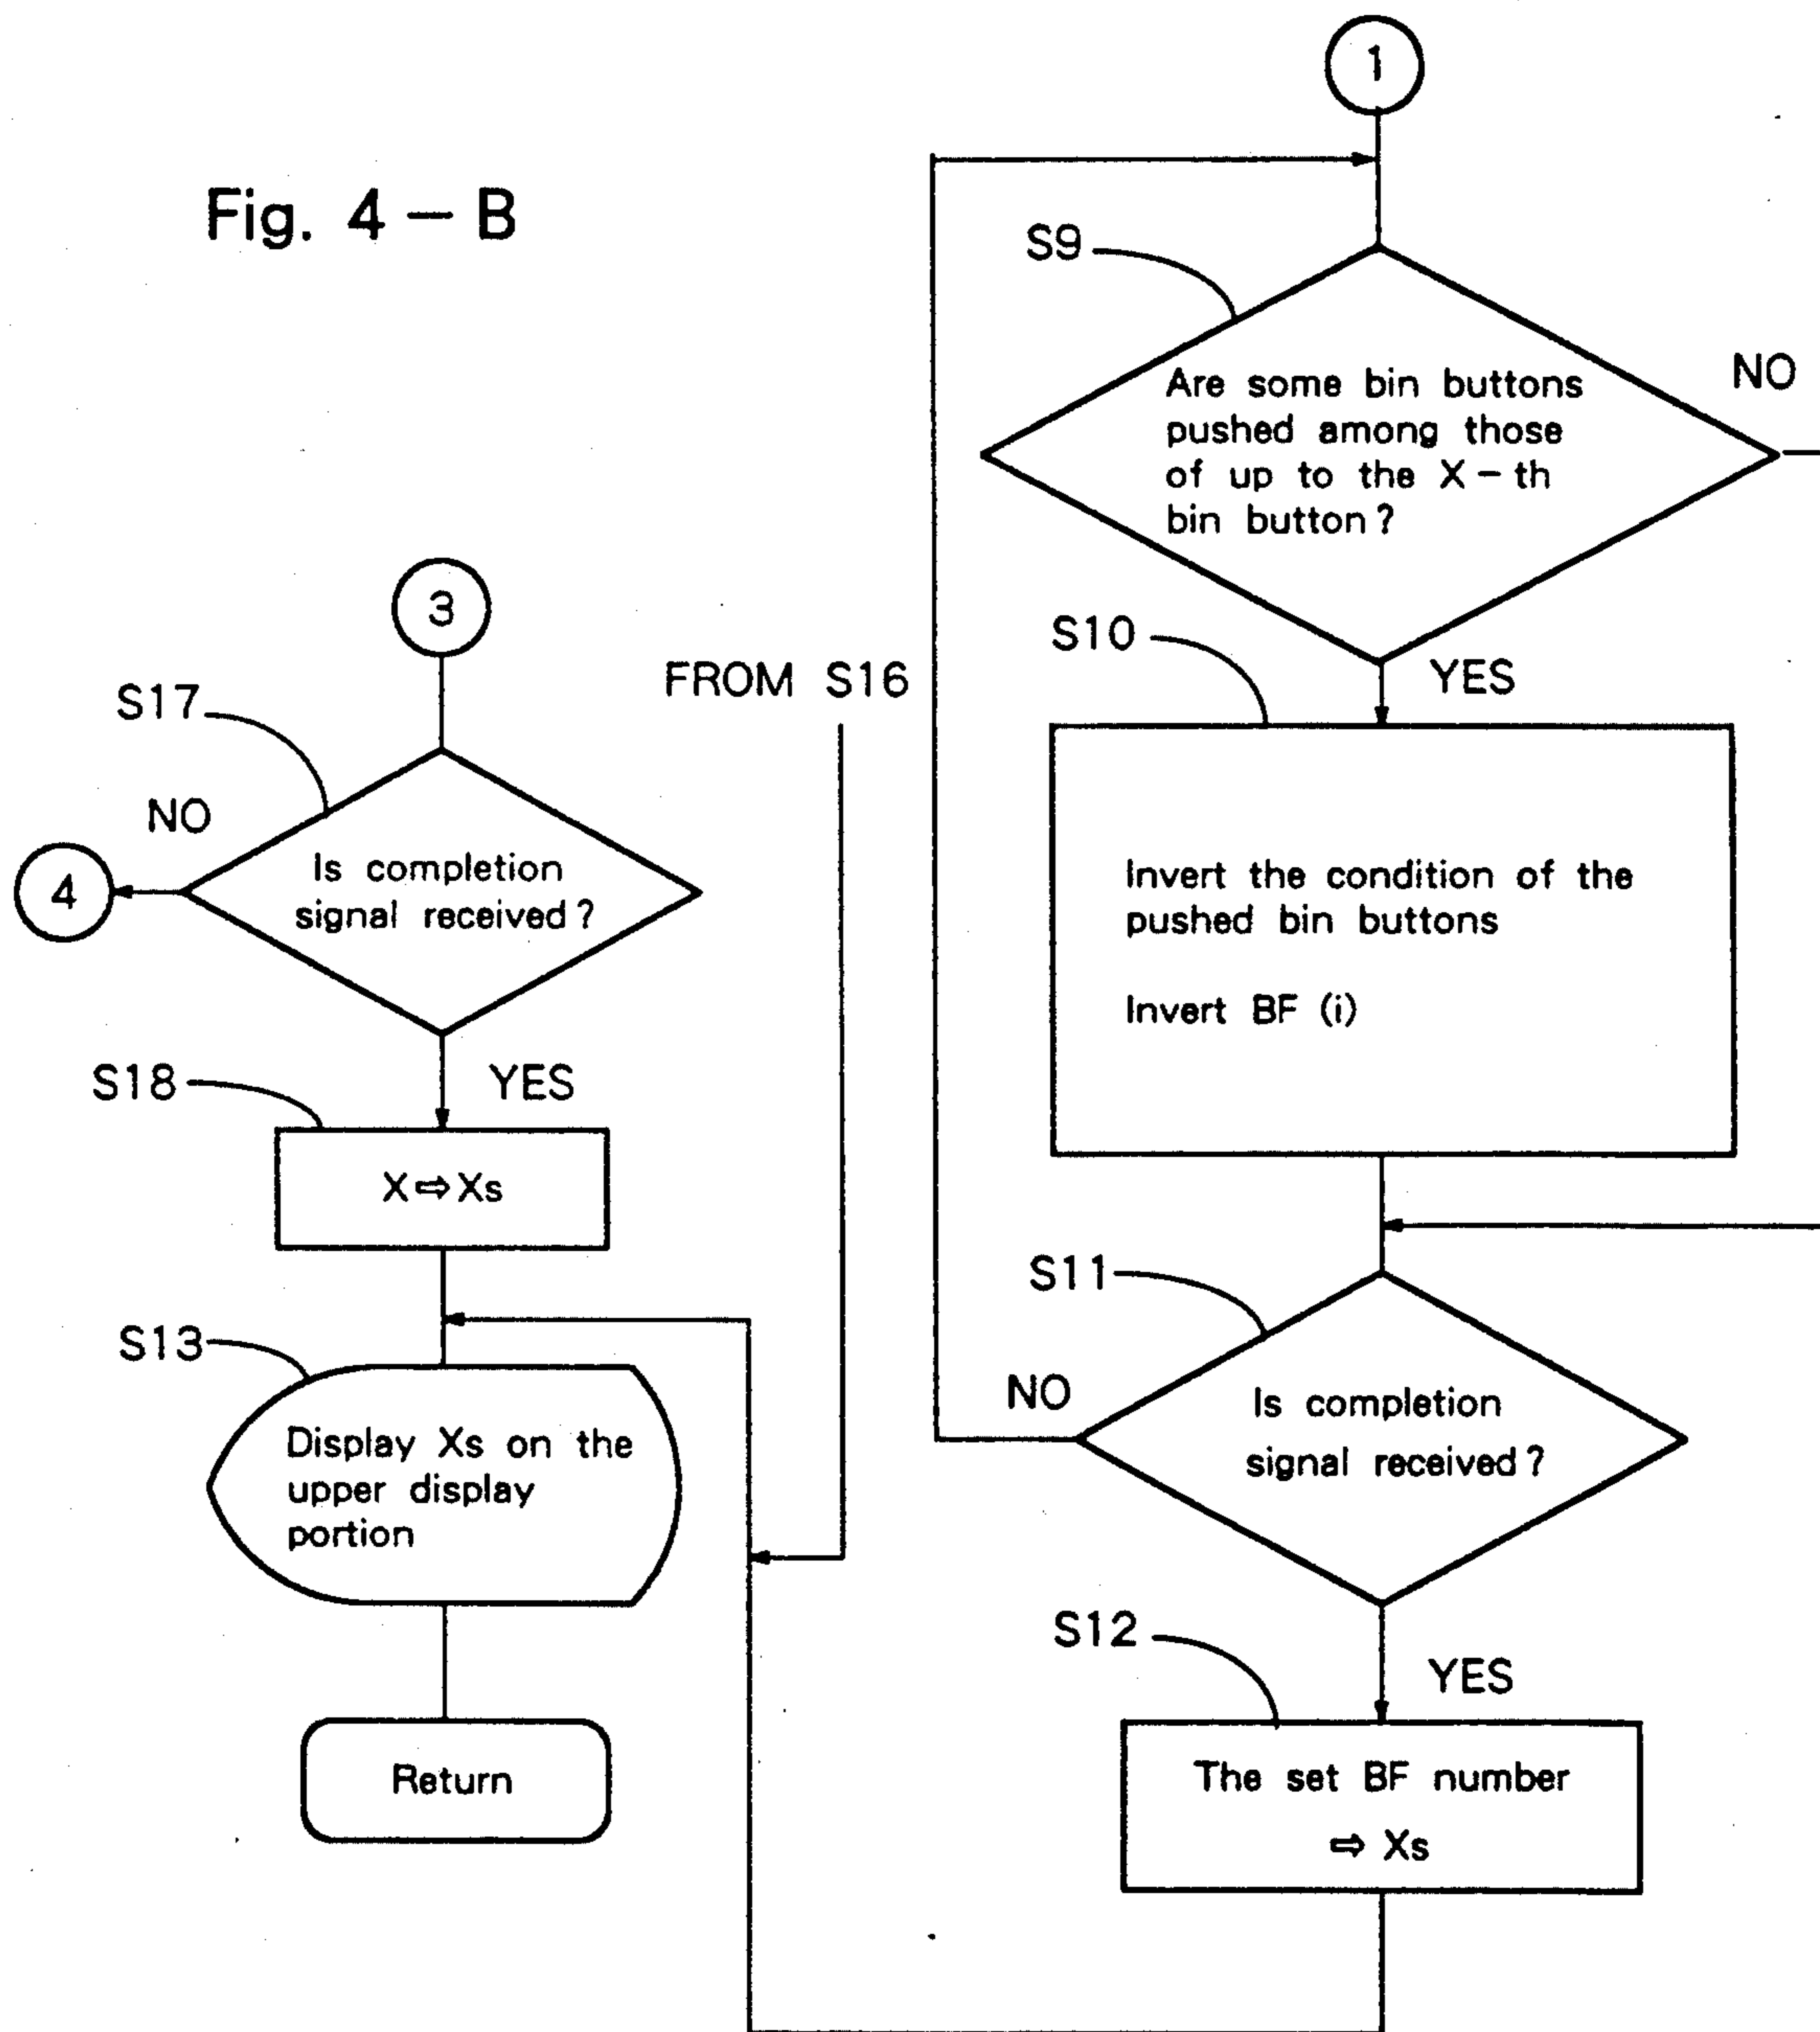 Fig. 4 – B
1
S9
Are some bin buttons
pushed among those
of up to the X – th
bin button?
NO
S10
YES
Invert the condition of the
pushed bin buttons
Invert BF (i)
S11
NO
Is completion
signal received?
S12
YES
The set BF number
⇨ Xs
3
FROM S16
S17
NO
4
Is completion
signal received?
S18
YES
X⇨Xs
S13
Display Xs on the
upper display
portion
Return